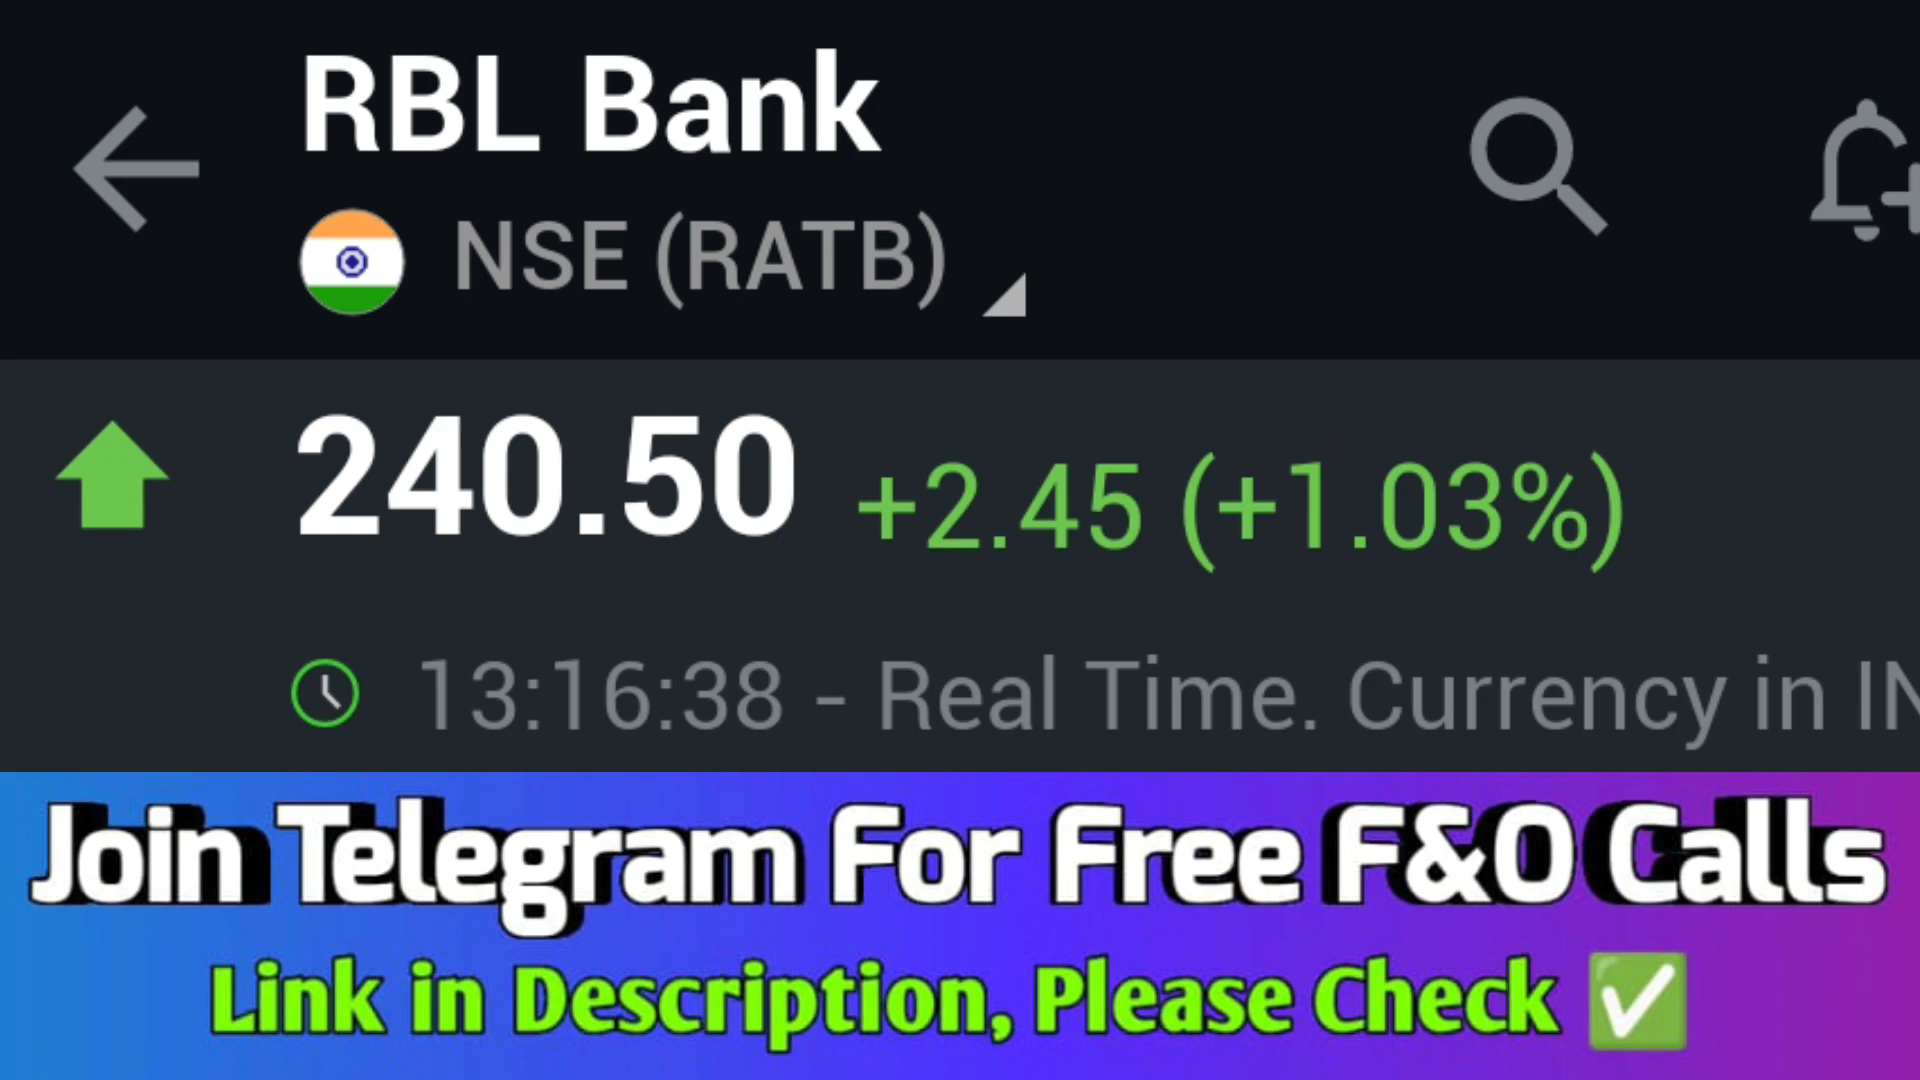 RBL Bank
NSE (RATB)
240.50 +2.45 (+1.03%)
13:16:38 - Real Time. Currency in IN
Join Telegram For Free F&O Calls
Link in Description, Please Check ✅